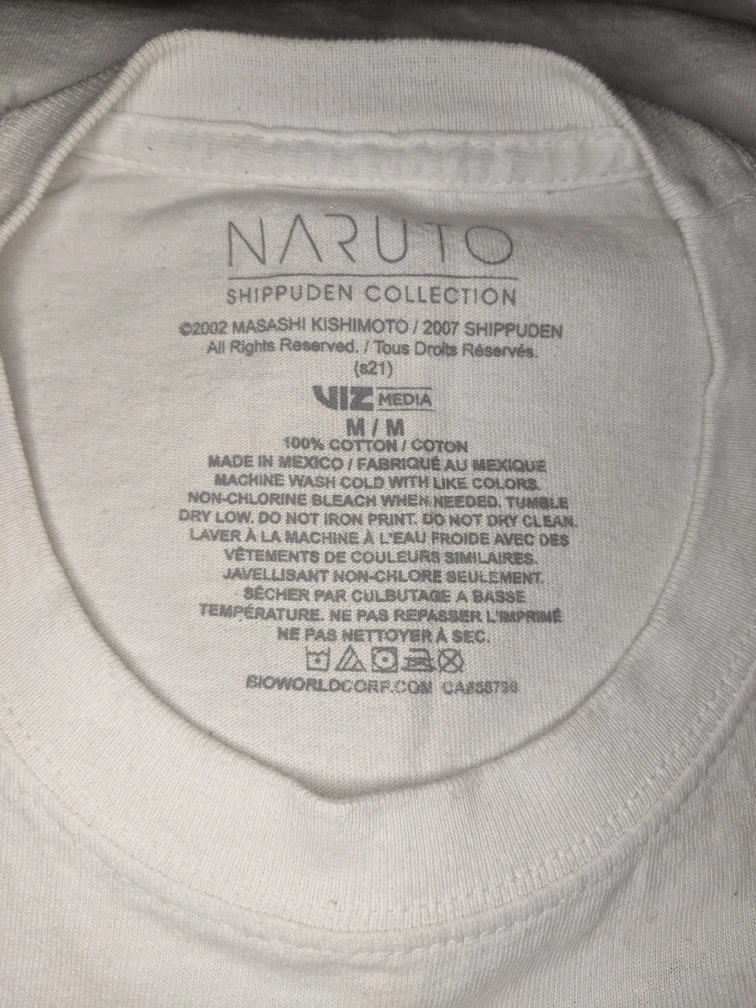 NARUTO
SHIPPUDEN COLLECTION
©2002 MASASHI KISHIMOTO / 2007 SHIPPUDEN
All Rights Reserved. / Tous Droits Réservés.
(s21)
VIZ MEDIA
M / M
100% COTTON / COTON
MADE IN MEXICO / FABRIQUÉ AU MEXIQUE
MACHINE WASH COLD WITH LIKE COLORS.
NON-CHLORINE BLEACH WHEN NEEDED. TUMBLE
DRY LOW. DO NOT IRON PRINT. DO NOT DRY CLEAN.
LAVER À LA MACHINE À L'EAU FROIDE AVEC DES
VÊTEMENTS DE COULEURS SIMILAIRES.
JAVELLISANT NON-CHLORE SEULEMENT.
SÉCHER PAR CULBUTAGE A BASSE
TEMPÉRATURE. NE PAS REPASSER L'IMPRIMÉ
NE PAS NETTOYER À SEC.
BIOWORLDCORP.COM